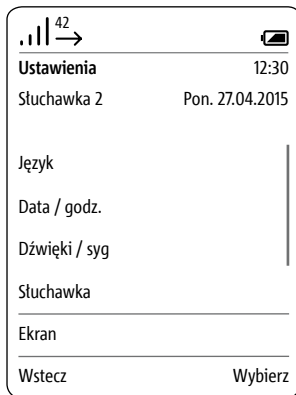 42
Ustawienia 12:30
Słuchawka 2 Pon. 27.04.2015
Język
Data / godz.
Dźwięki / syg
Słuchawka
Ekran
Wstecz Wybierz